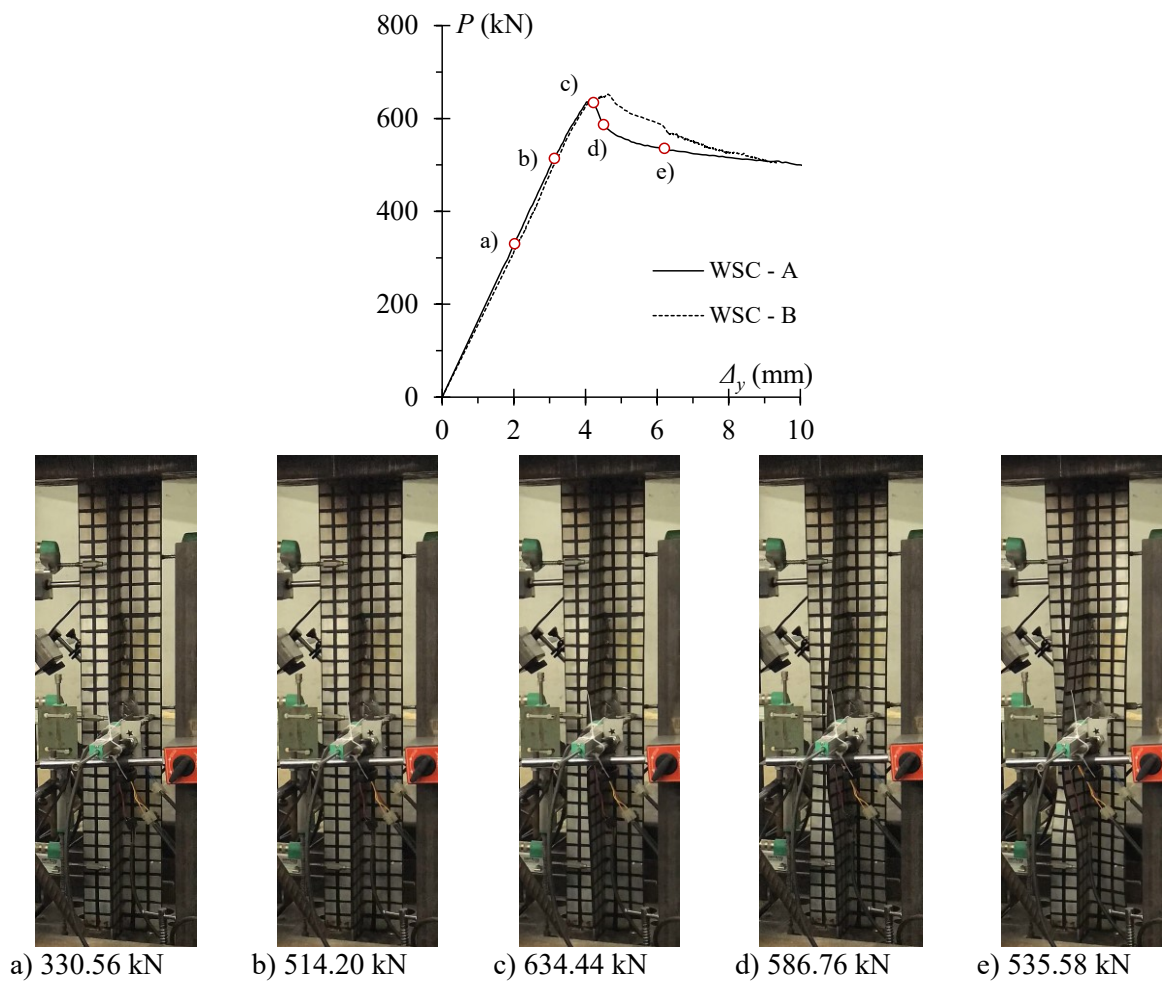 800
P (kN)
600
400
200
0
c)
b)
d)
e)
a)
WSC - A
WSC - B
Δy (mm)
0 2 4 6 8 10
a) 330.56 kN b) 514.20 kN c) 634.44 kN d) 586.76 kN e) 535.58 kN